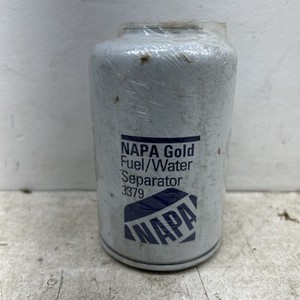 NAPA Gold
Fuel/Water
Separator
3379
NAPA